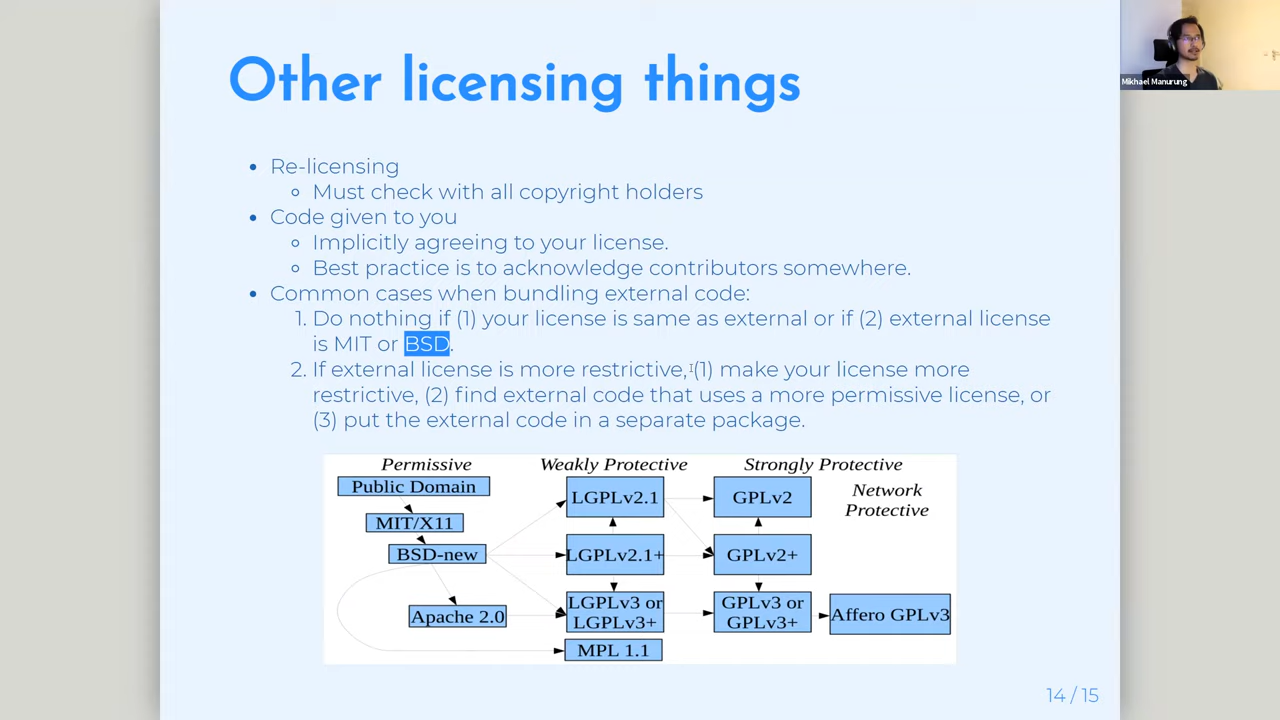 Other licensing things
Mikhael Manurung
Re-licensing
Must check with all copyright holders
Code given to you
Implicitly agreeing to your license.
Best practice is to acknowledge contributors somewhere.
Common cases when bundling external code:
1. Do nothing if (1) your license is same as external or if (2) external license
is MIT or BSD.
2. If external license is more restrictive, (1) make your license more
restrictive, (2) find external code that uses a more permissive license, or
(3) put the external code in a separate package.
Permissive
Weakly Protective
Strongly Protective
Network
Protective
Public Domain
MIT/X11
BSD-new
Apache 2.0
LGPLv2.1
LGPLv2.1+
LGPLv3 or
LGPLv3+
MPL 1.1
GPLv2
GPLv2+
GPLv3 or
GPLv3+
Affero GPLv3
14 / 15